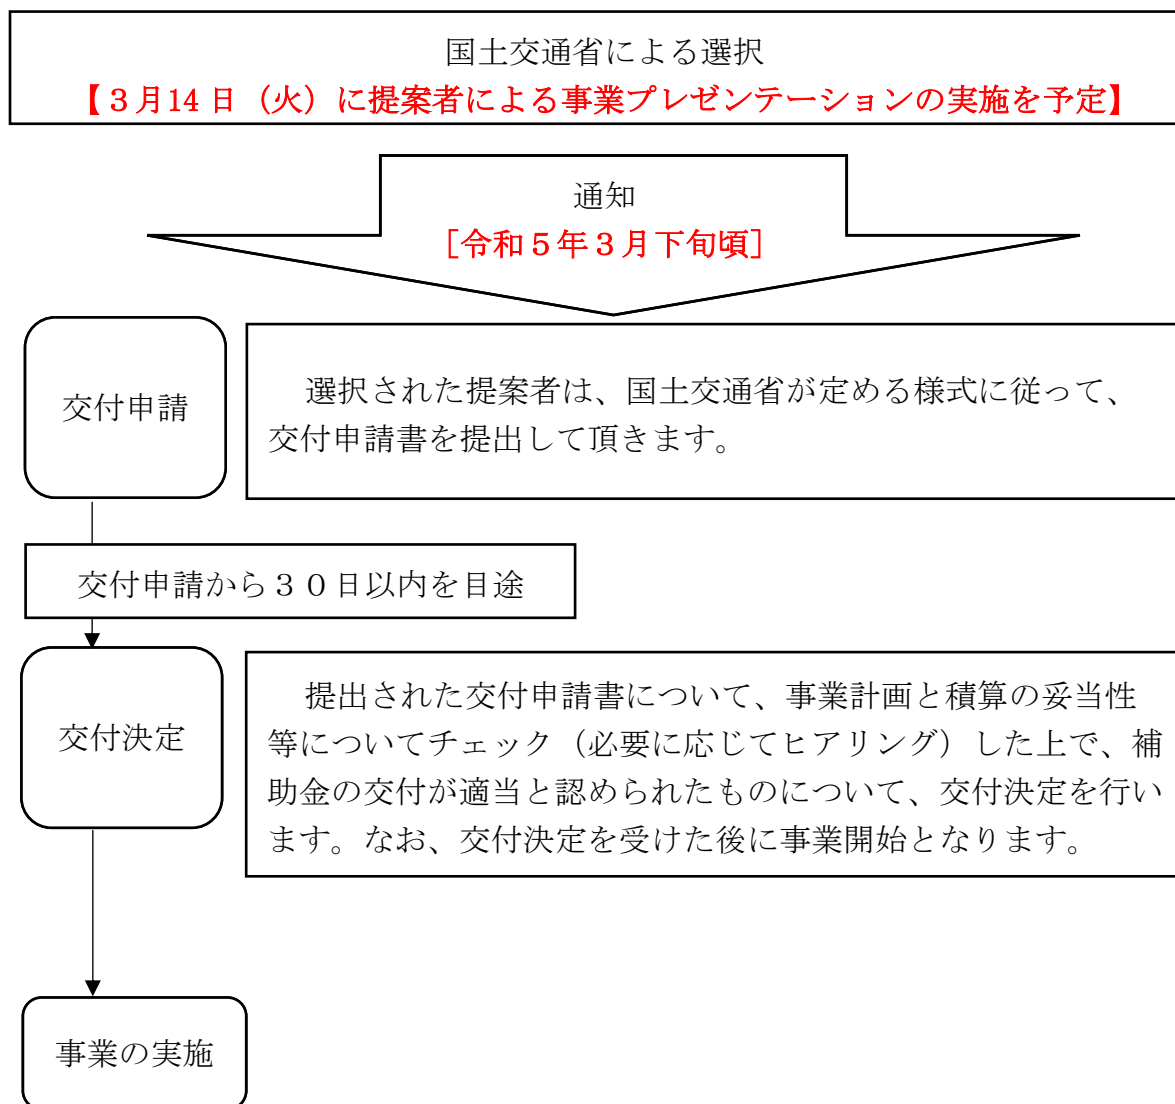 国土交通省による選択
【３月14日（火）に提案者による事業プレゼンテーションの実施を予定】
通知
［令和５年３月下旬頃］
交付申請
選択された提案者は、国土交通省が定める様式に従って、
交付申請書を提出して頂きます。
交付申請から３０日以内を目途
交付決定
提出された交付申請書について、事業計画と積算の妥当性
等についてチェック（必要に応じてヒアリング）した上で、補
助金の交付が適当と認められたものについて、交付決定を行い
ます。なお、交付決定を受けた後に事業開始となります。
事業の実施